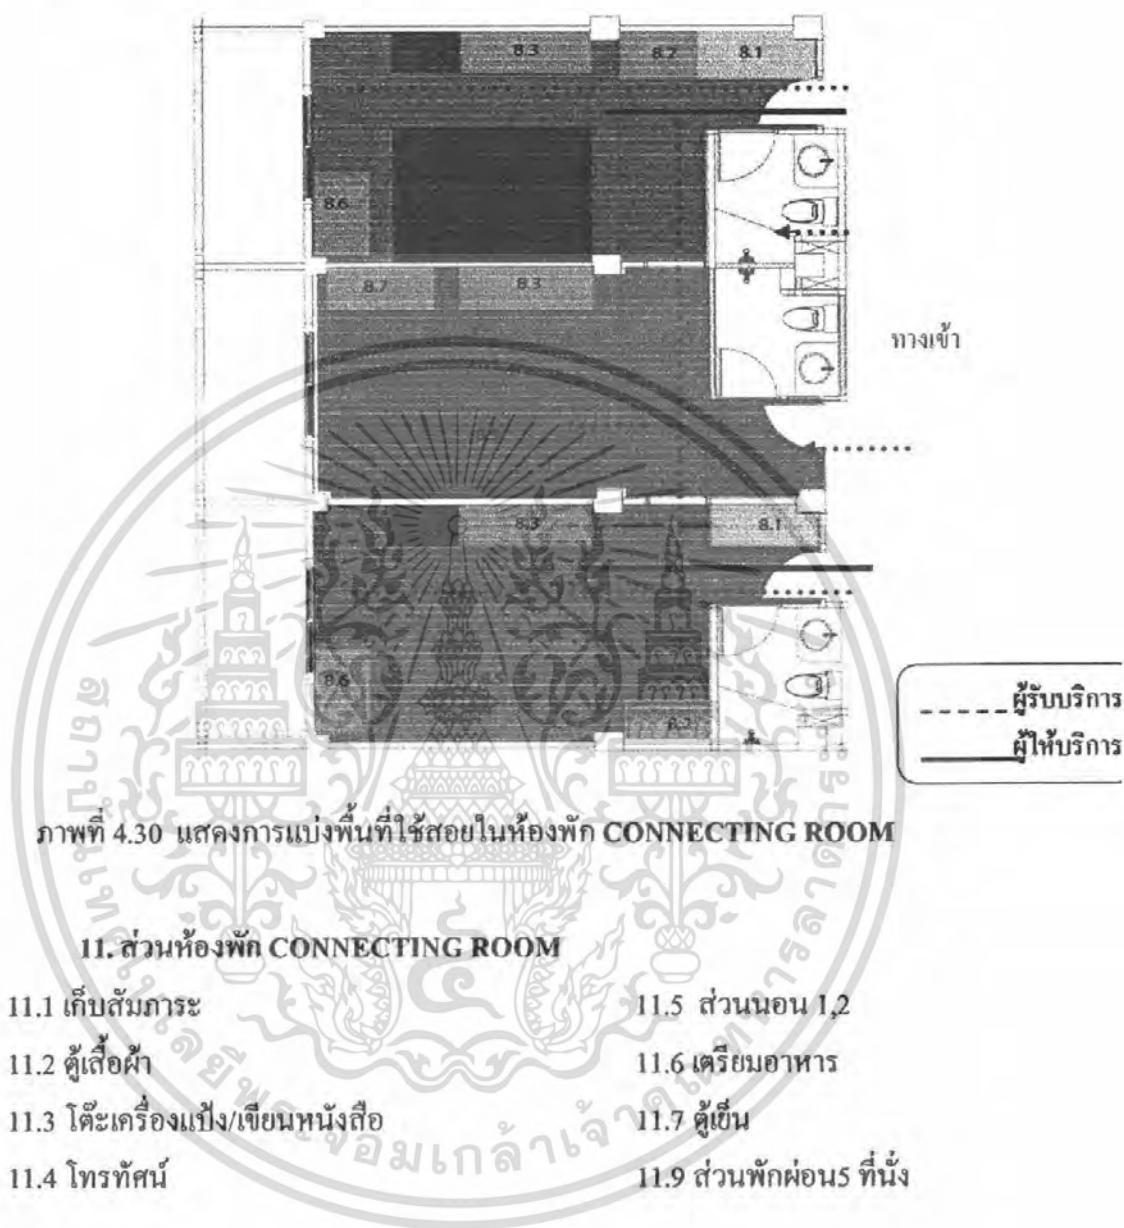 8.3 8.2 8.1
8.6
8.7 8.3
ทางเข้า
8.3 8.1
8.6
8.2
ผู้รับบริการ
ผู้ให้บริการ
ภาพที่ 4.30 แสดงการแบ่งพื้นที่ใช้สอยในห้องพัก CONNECTING ROOM
11. ส่วนห้องพัก CONNECTING ROOM
11.1 เก็บสัมภาระ 11.5 ส่วนนอน 1,2
11.2 ตู้เสื้อผ้า 11.6 เตรียมอาหาร
11.3 โต๊ะเครื่องแป้ง/เขียนหนังสือ 11.7 ตู้เย็น
11.4 โทรทัศน์ 11.9 ส่วนพักผ่อน5 ที่นั่ง